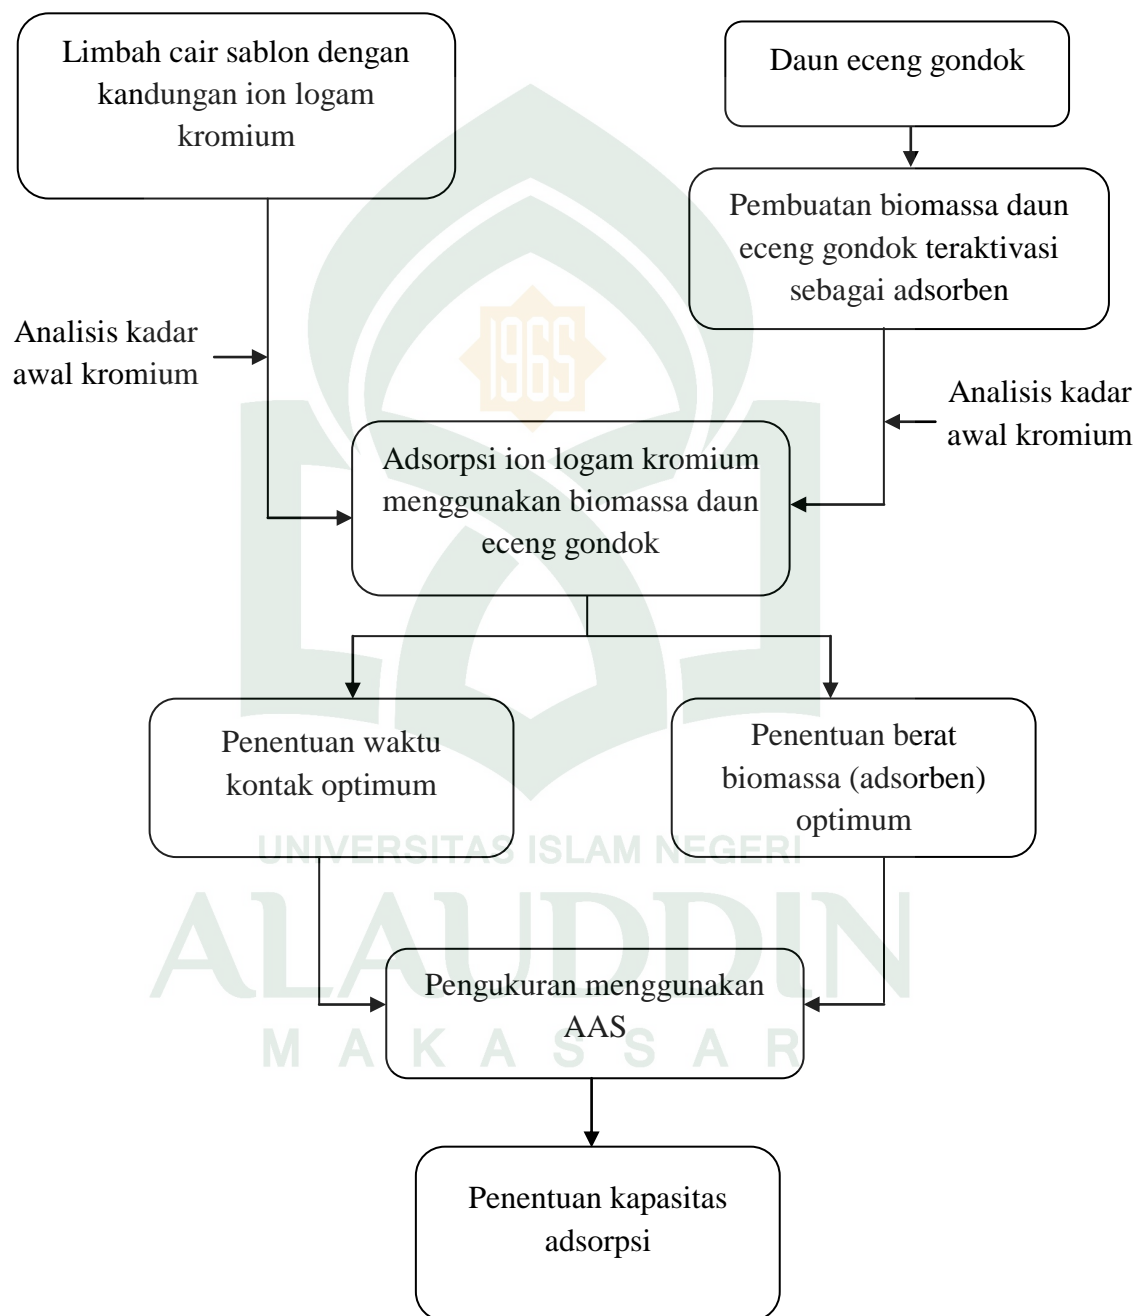 Limbah cair sablon dengan
kandungan ion logam
kromium
Daun eceng gondok
Pembuatan biomassa daun
eceng gondok teraktivasi
sebagai adsorben
Analisis kadar
awal kromium
1965
Analisis kadar
awal kromium
Adsorpsi ion logam kromium
menggunakan biomassa daun
eceng gondok
Penentuan waktu
kontak optimum
Penentuan berat
biomassa (adsorben)
optimum
UNIVERSITAS ISLAM NEGERI
ALAUDDIN
MAKASSAR
Pengukuran menggunakan
AAS
Penentuan kapasitas
adsorpsi